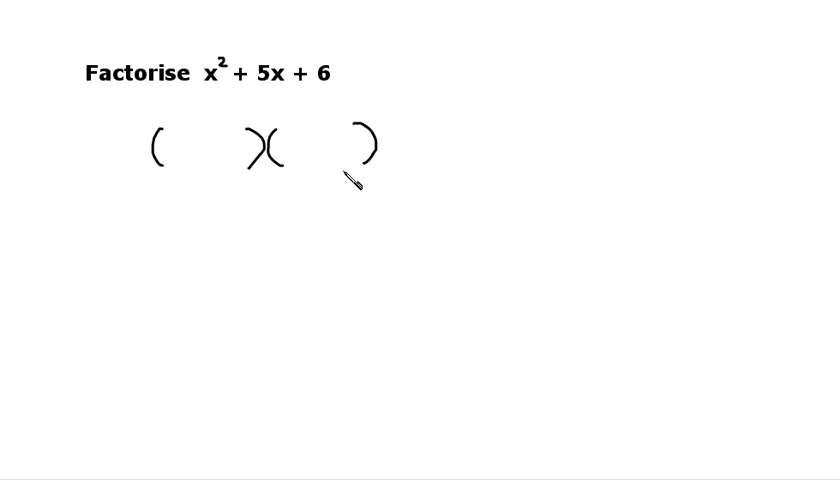 Factorise x² + 5x + 6
( )( )